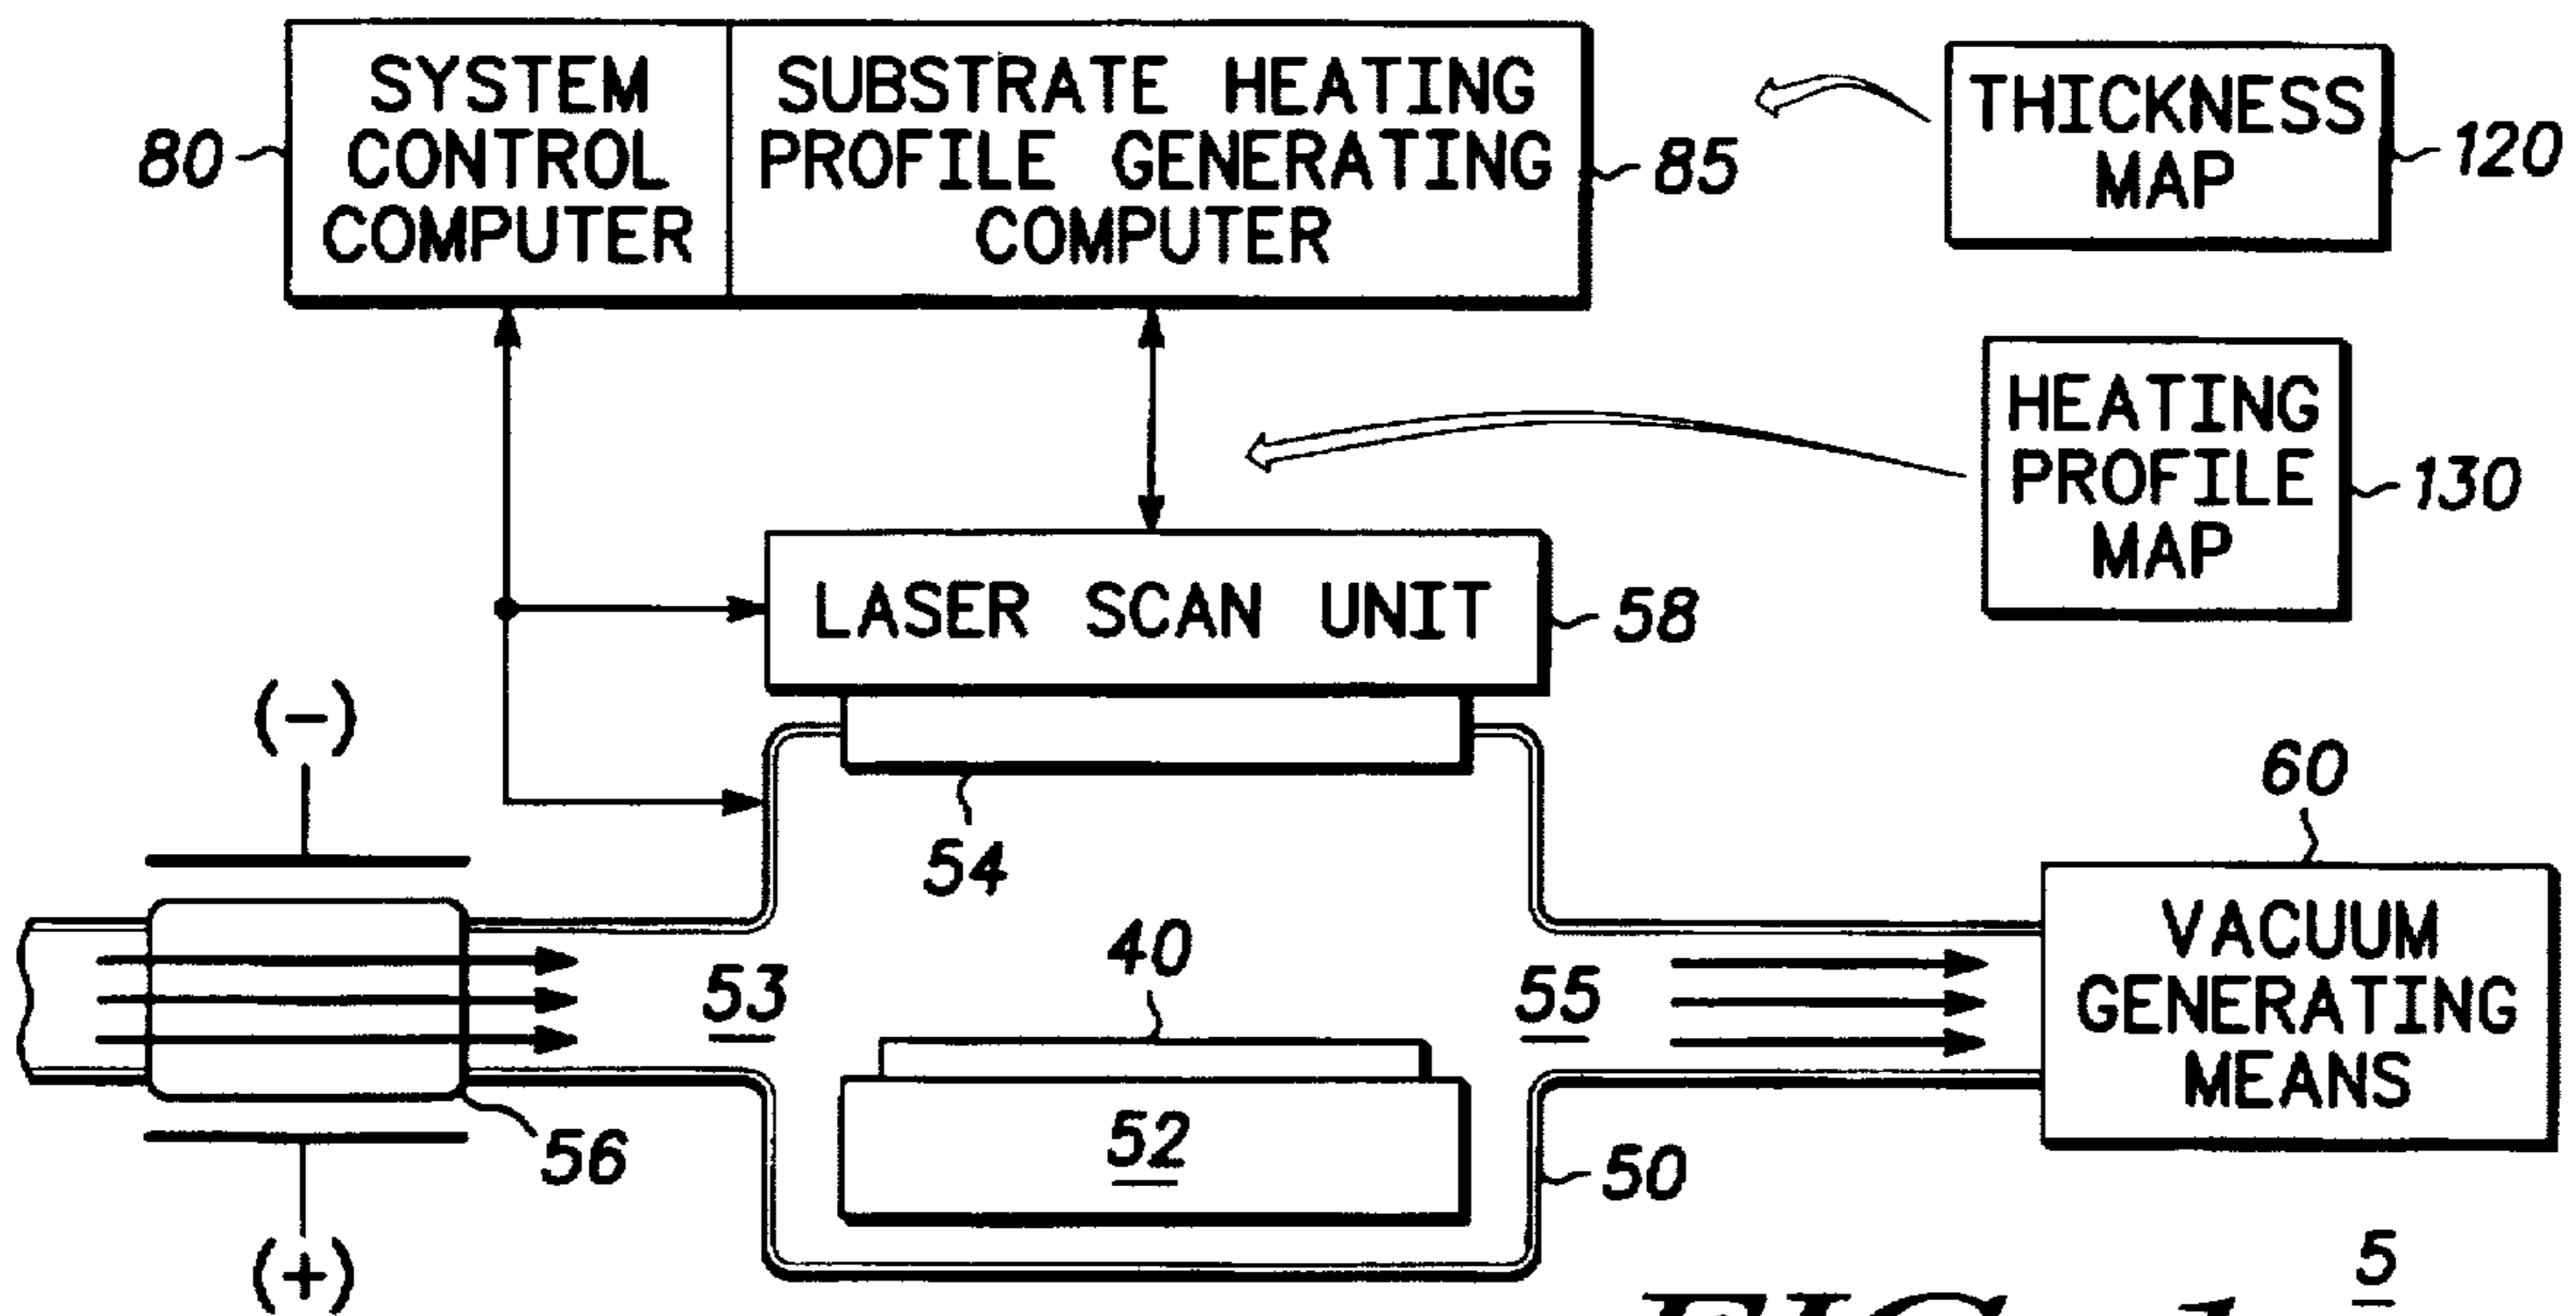 SYSTEM
CONTROL
COMPUTER
80
SUBSTRATE HEATING
PROFILE GENERATING
COMPUTER
85
THICKNESS
MAP
120
HEATING
PROFILE
MAP
130
LASER SCAN UNIT
58
(-)
54
60
VACUUM
GENERATING
MEANS
40
53
55
52
56
50
(+)
5